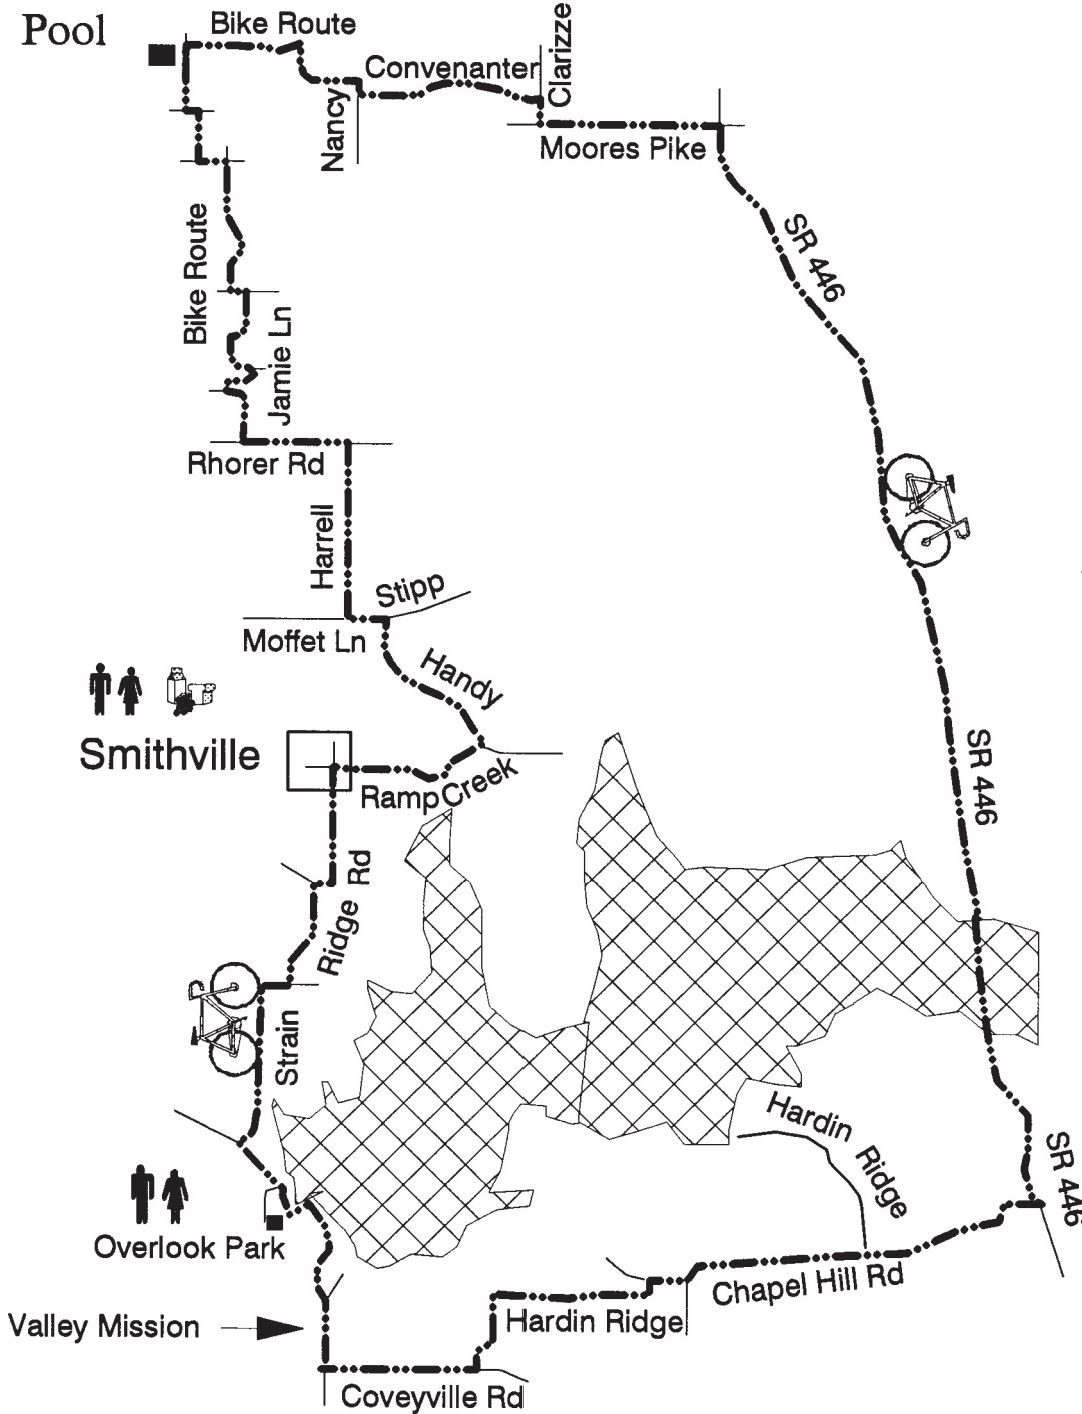 Pool
Bike Route
Convenanter
Clarizze
Nancy
Moores Pike
SR 446
Bike Route
Jamie Ln
Rhorer Rd
Harrell
Stipp
Moffet Ln
Handy
Smithville
Ramp Creek
SR 446
Ridge Rd
Strain
Hardin Ridge
SR 446
Overlook Park
Chapel Hill Rd
Valley Mission
Hardin Ridge
Coveyville Rd